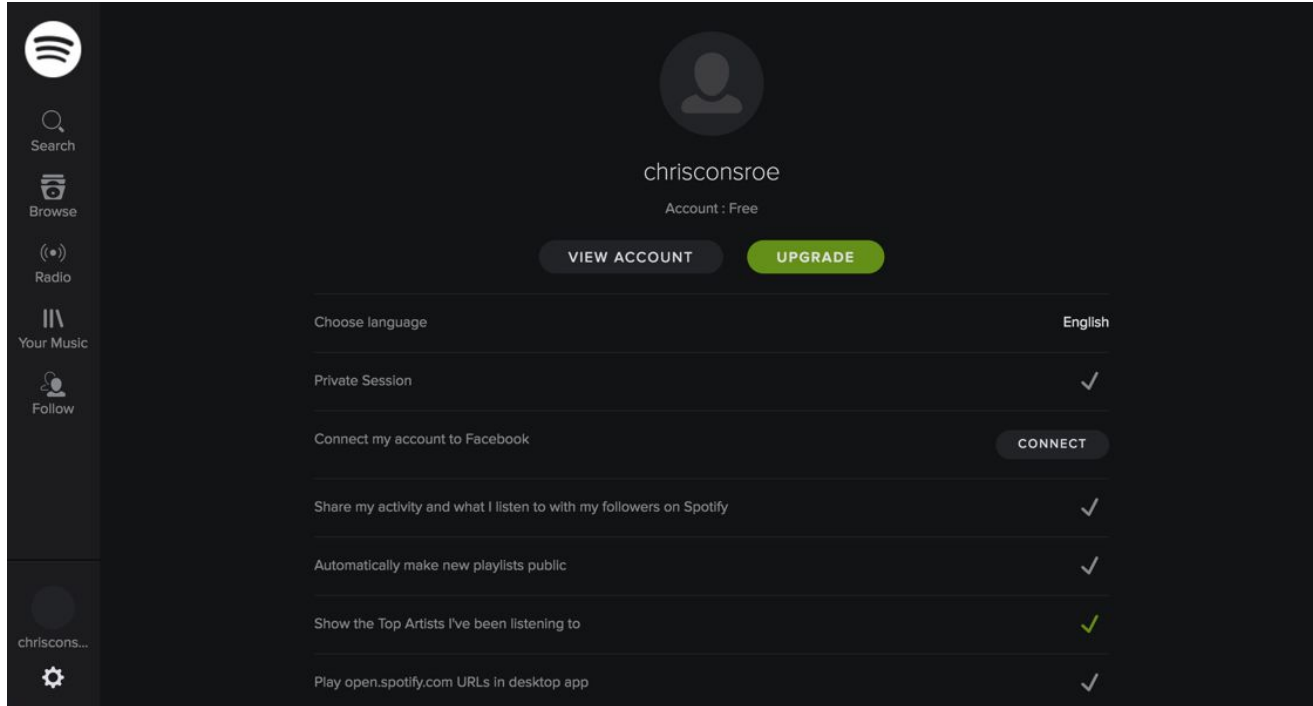 Search
Browse
Radio
Your Music
Follow
chriscons...
chrisconsroe
Account : Free
VIEW ACCOUNT UPGRADE
Choose language English
Private Session
Connect my account to Facebook CONNECT
Share my activity and what I listen to with my followers on Spotify
Automatically make new playlists public
Show the Top Artists I've been listening to
Play open.spotify.com URLs in desktop app